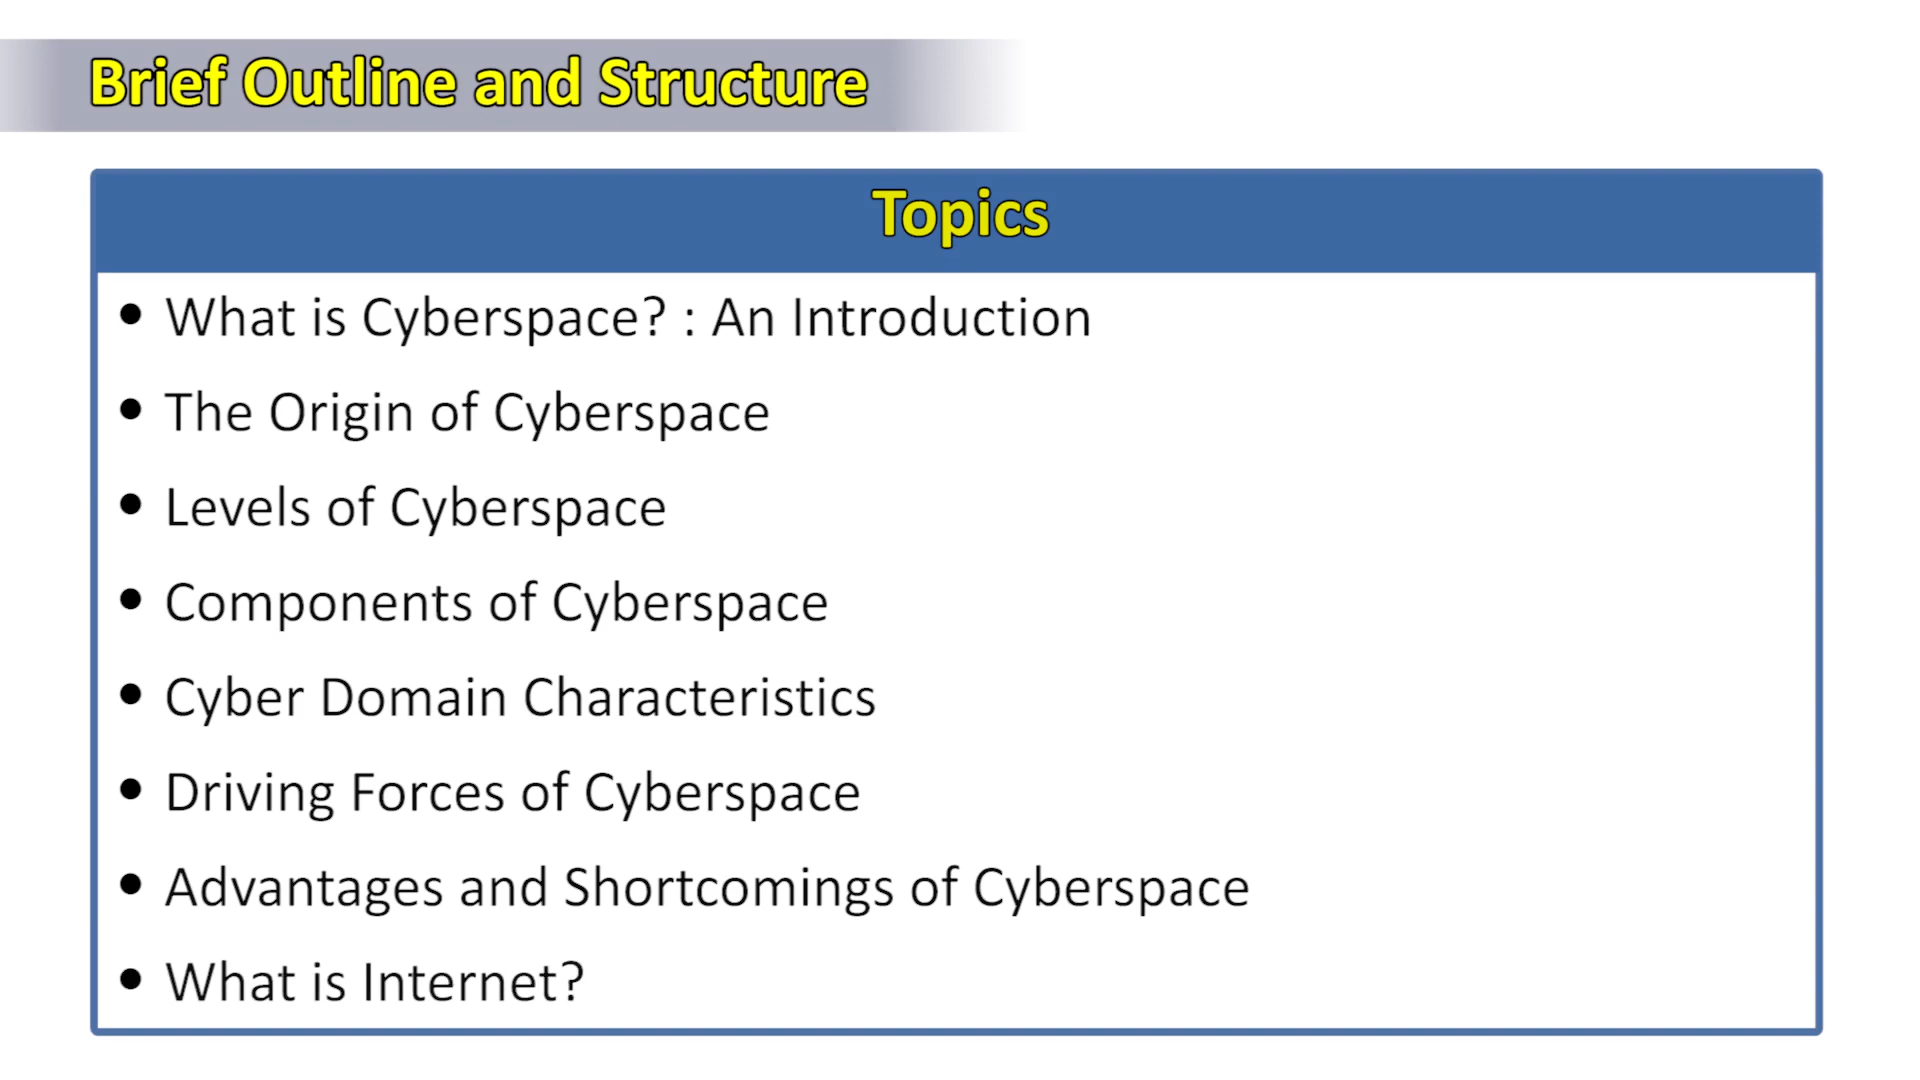 Brief Outline and Structure
Topics
• What is Cyberspace? : An Introduction
• The Origin of Cyberspace
• Levels of Cyberspace
• Components of Cyberspace
• Cyber Domain Characteristics
• Driving Forces of Cyberspace
• Advantages and Shortcomings of Cyberspace
• What is Internet?